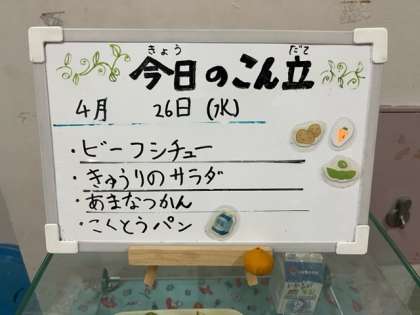 きょう だて
今日のこん立
4月 26日 (水)
・ビーフシチュー
・きゅうりのサラダ
・あまなつかん
・こくとうパン